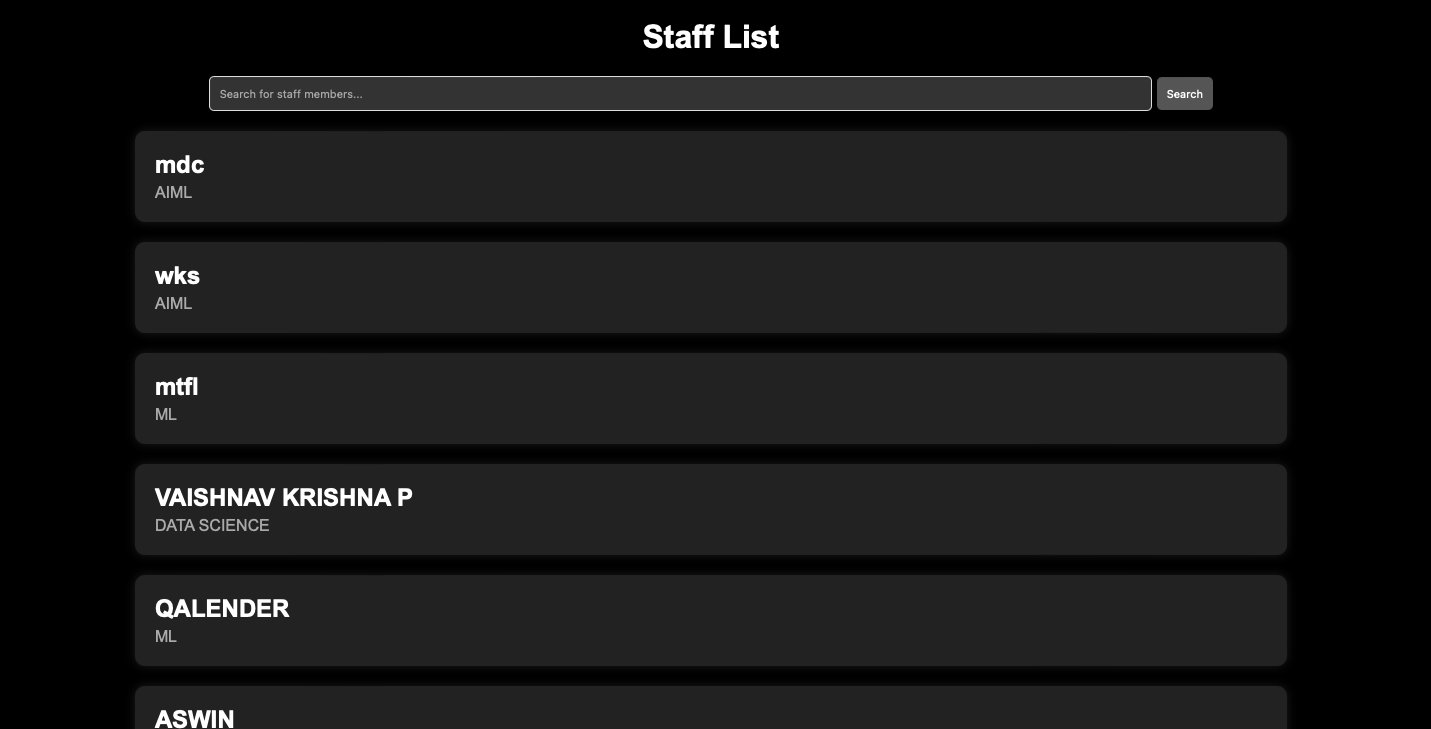 Staff List
Search for staff members...
Search
mdc
AIML
wks
AIML
mtfl
ML
VAISHNAV KRISHNA P
DATA SCIENCE
QALENDER
ML
ASWIN